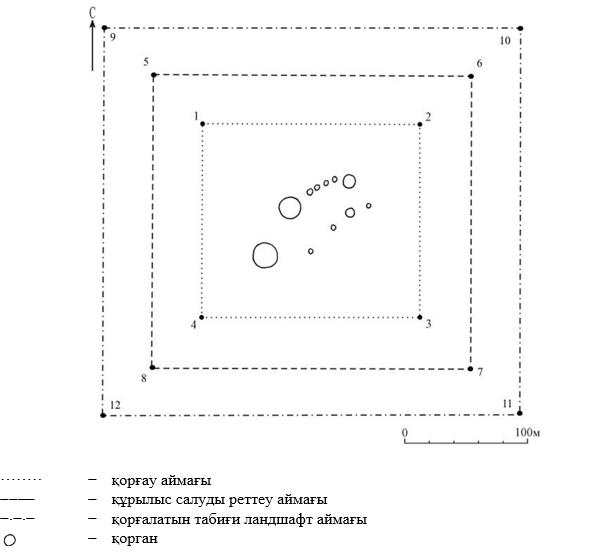 С
9
10
5
6
1
2
4
3
8
7
12
11
0 100м
– қорғау аймағы
– құрылыс салуды реттеу аймағы
– қорғалатын табиғи ландшафт аймағы
– қорған